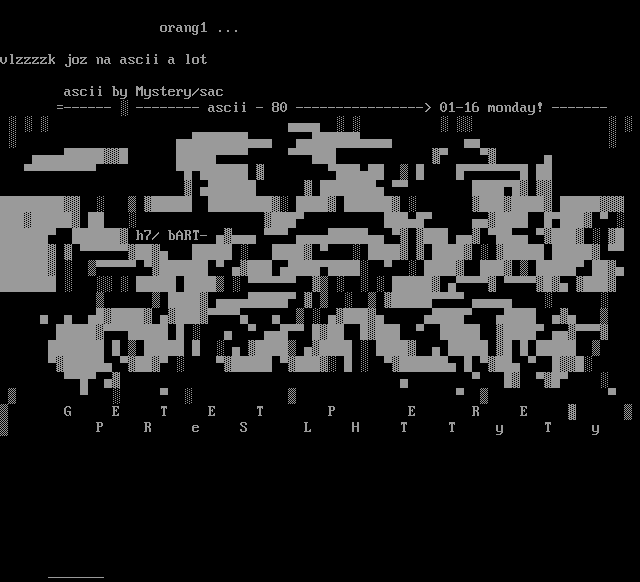 orang1 ...
vlzzzzk joz na ascii a lot
ascii by Mystery/sac
=------ ░ -------- ascii - 80 ----------------> 01-16 monday! -------
h7/ bART-
G E T E T P E R E
P R e S L H T T y T y